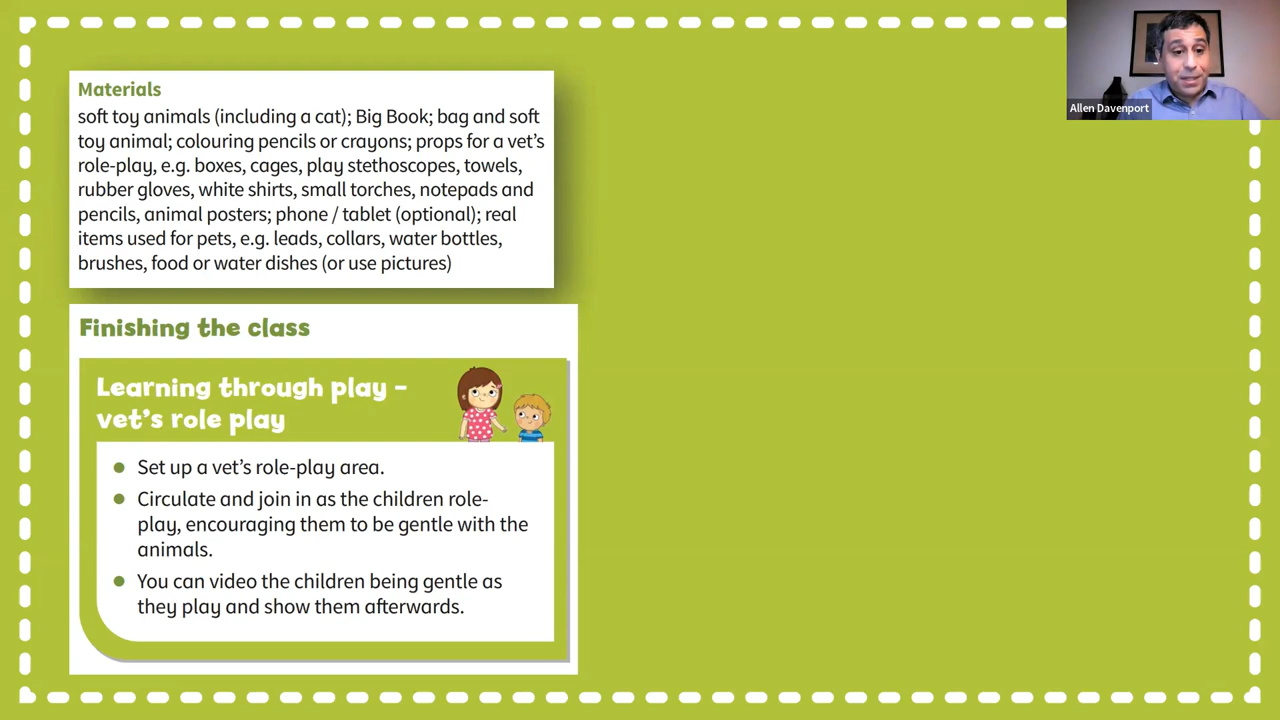 Materials
soft toy animals (including a cat); Big Book; bag and soft
toy animal; colouring pencils or crayons; props for a vet's
role-play, e.g. boxes, cages, play stethoscopes, towels,
rubber gloves, white shirts, small torches, notepads and
pencils, animal posters; phone / tablet (optional); real
items used for pets, e.g. leads, collars, water bottles,
brushes, food or water dishes (or use pictures)
Finishing the class
Learning through play –
vet's role play
● Set up a vet's role-play area.
● Circulate and join in as the children role-
play, encouraging them to be gentle with the
animals.
● You can video the children being gentle as
they play and show them afterwards.
Allen Davenport